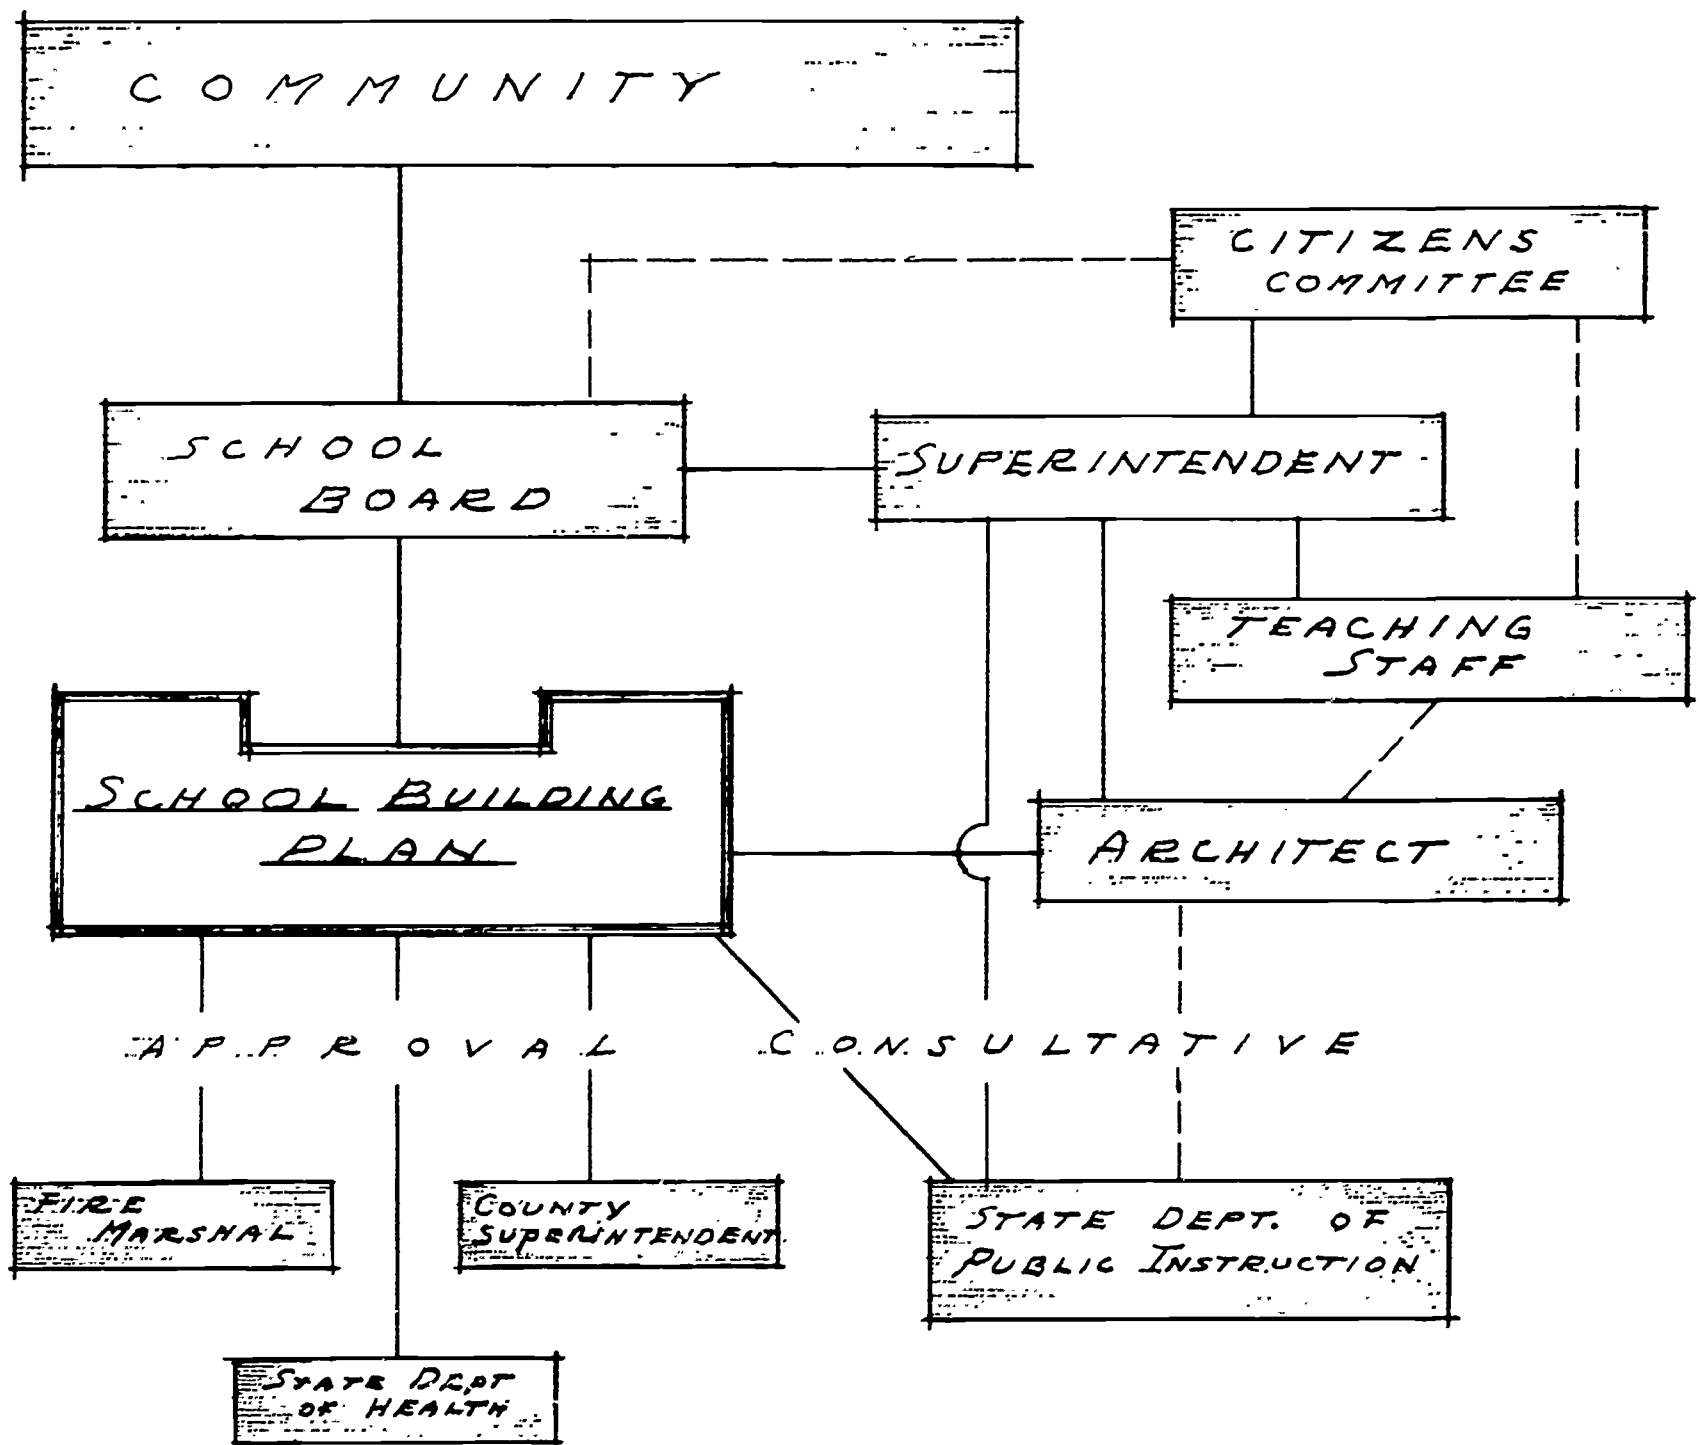 COMMUNITY
CITIZENS
COMMITTEE
SCHOOL
BOARD
SUPERINTENDENT
TEACHING
STAFF
SCHOOL BUILDING
PLAN
ARCHITECT
APPROVAL
CONSULTATIVE
FIRE
MARSHAL
COUNTY
SUPERINTENDENT
STATE DEPT. OF
PUBLIC INSTRUCTION
STATE DEPT
OF HEALTH